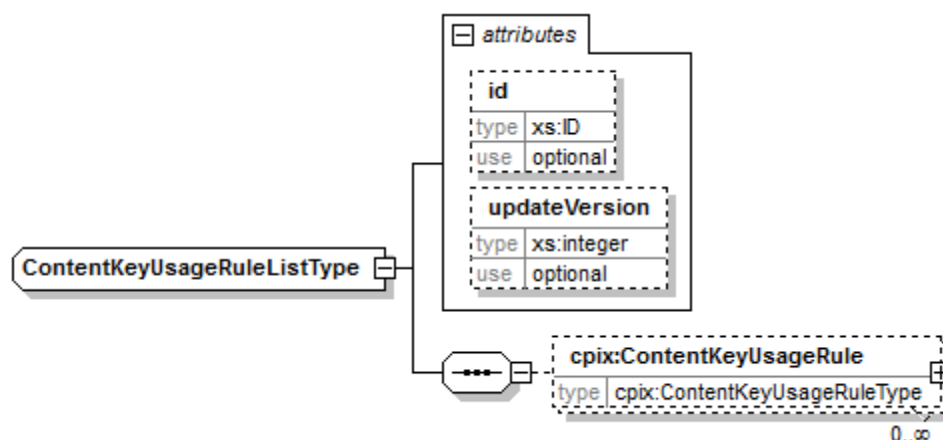 attributes
id
type xs:ID
use optional
updateVersion
type xs:integer
use optional
ContentKeyUsageRuleListType
cpix:ContentKeyUsageRule
type cpix:ContentKeyUsageRuleType
0..∞